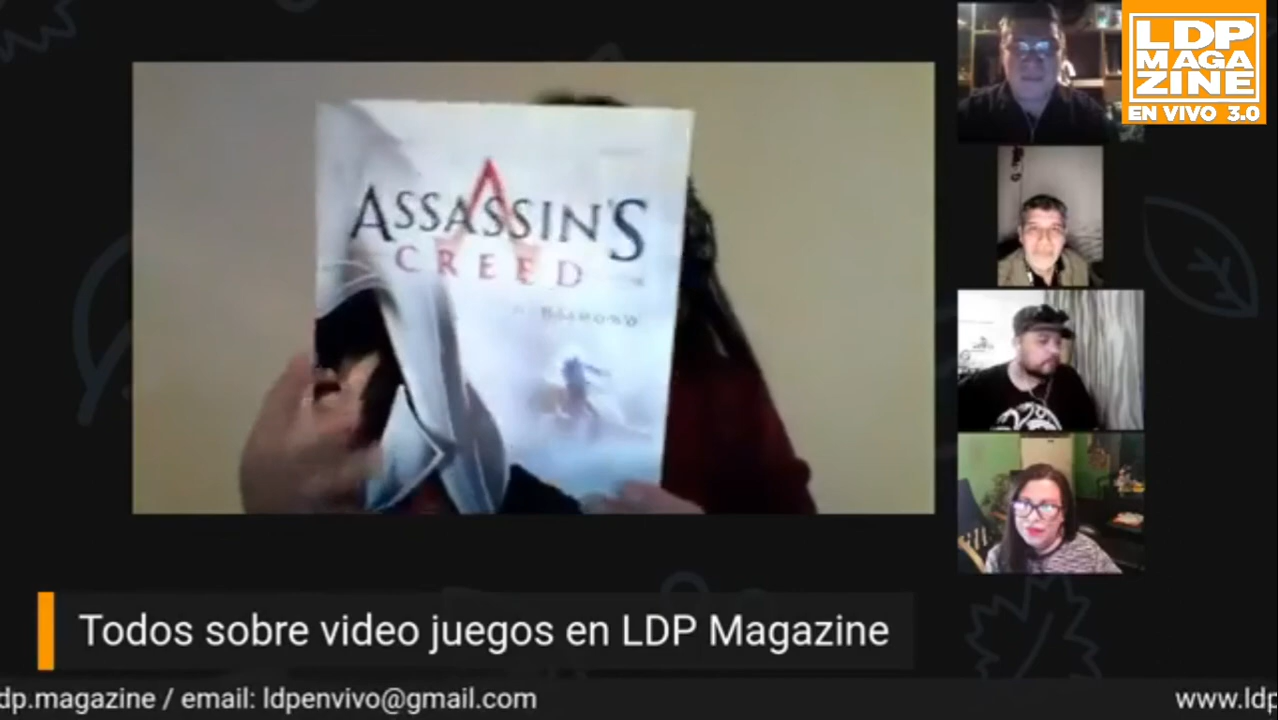 LDP
MAGA
ZINE
EN VIVO 3.0
ASSASSIN'S
CREED
Todos sobre video juegos en LDP Magazine
dp.magazine / email: ldpenvivo@gmail.com
www.ldp